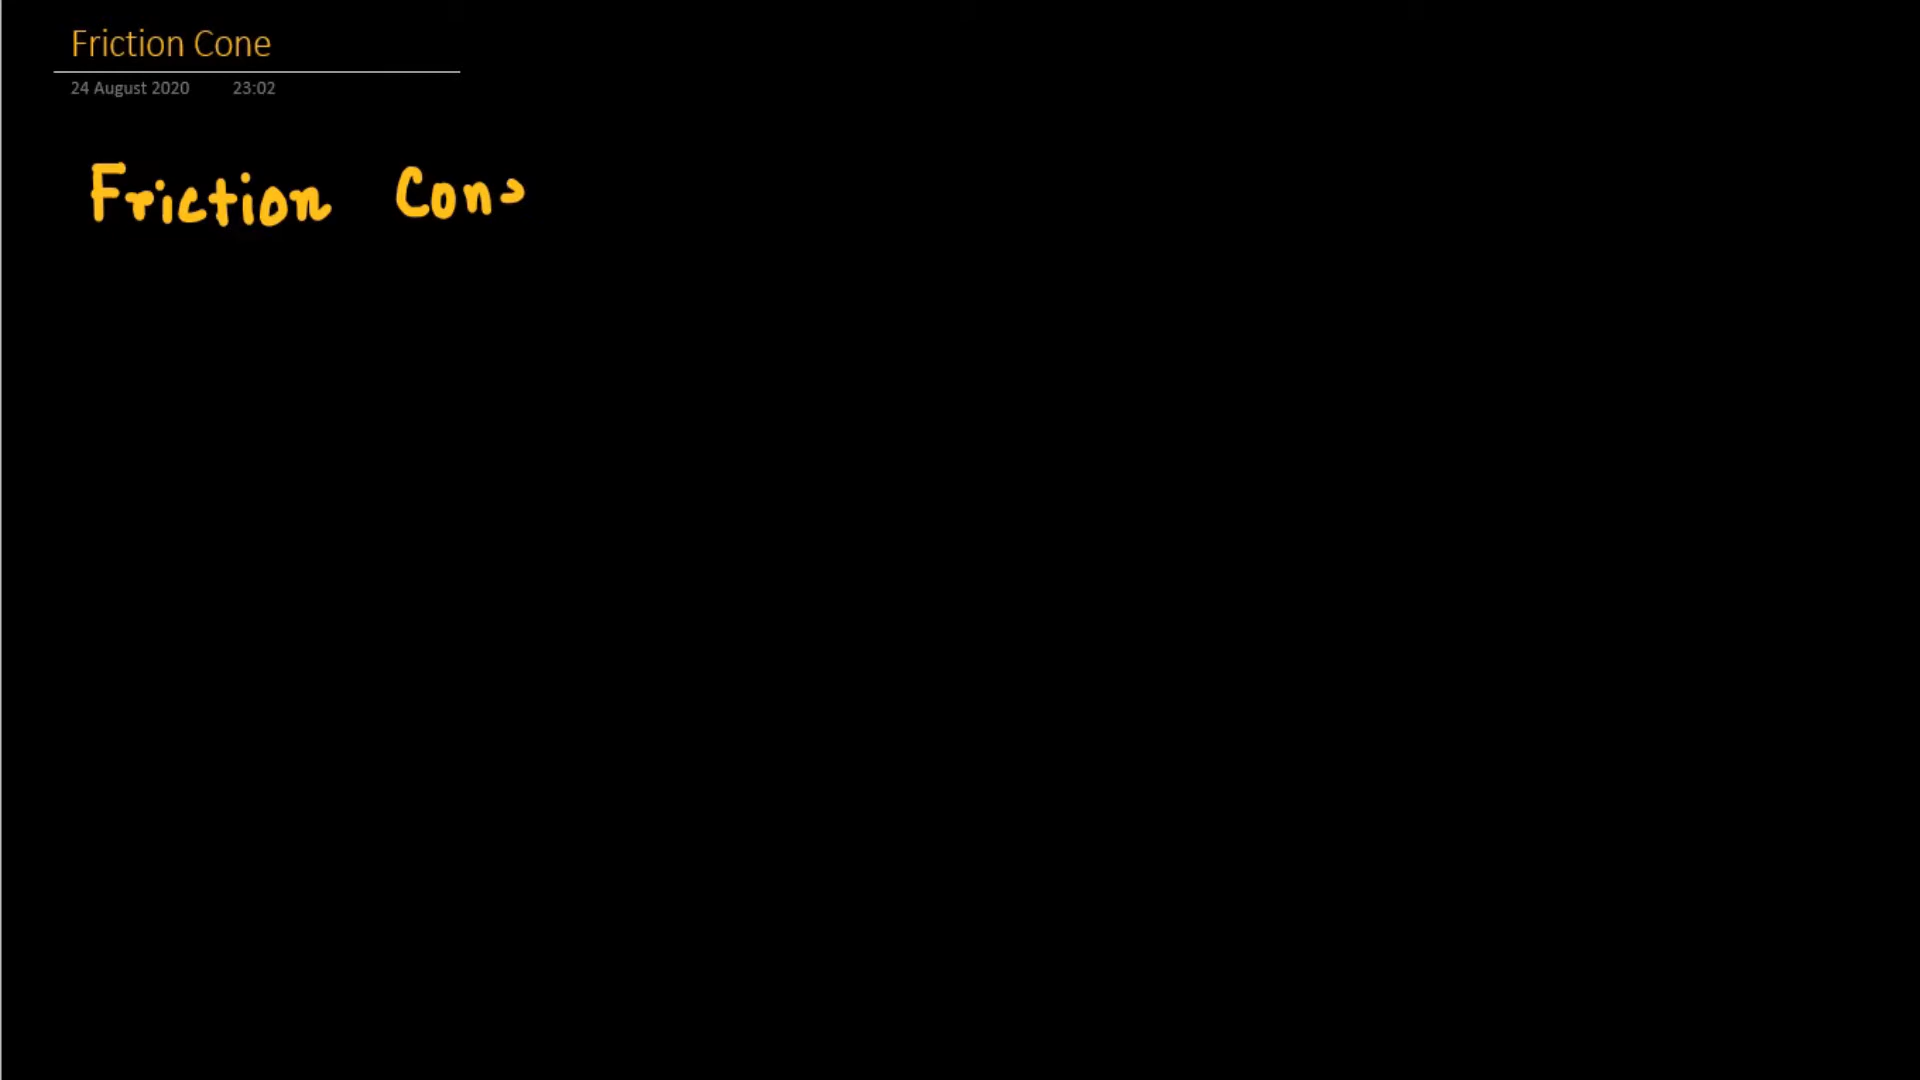 Friction Cone
24 August 2020 23:02
Friction Con